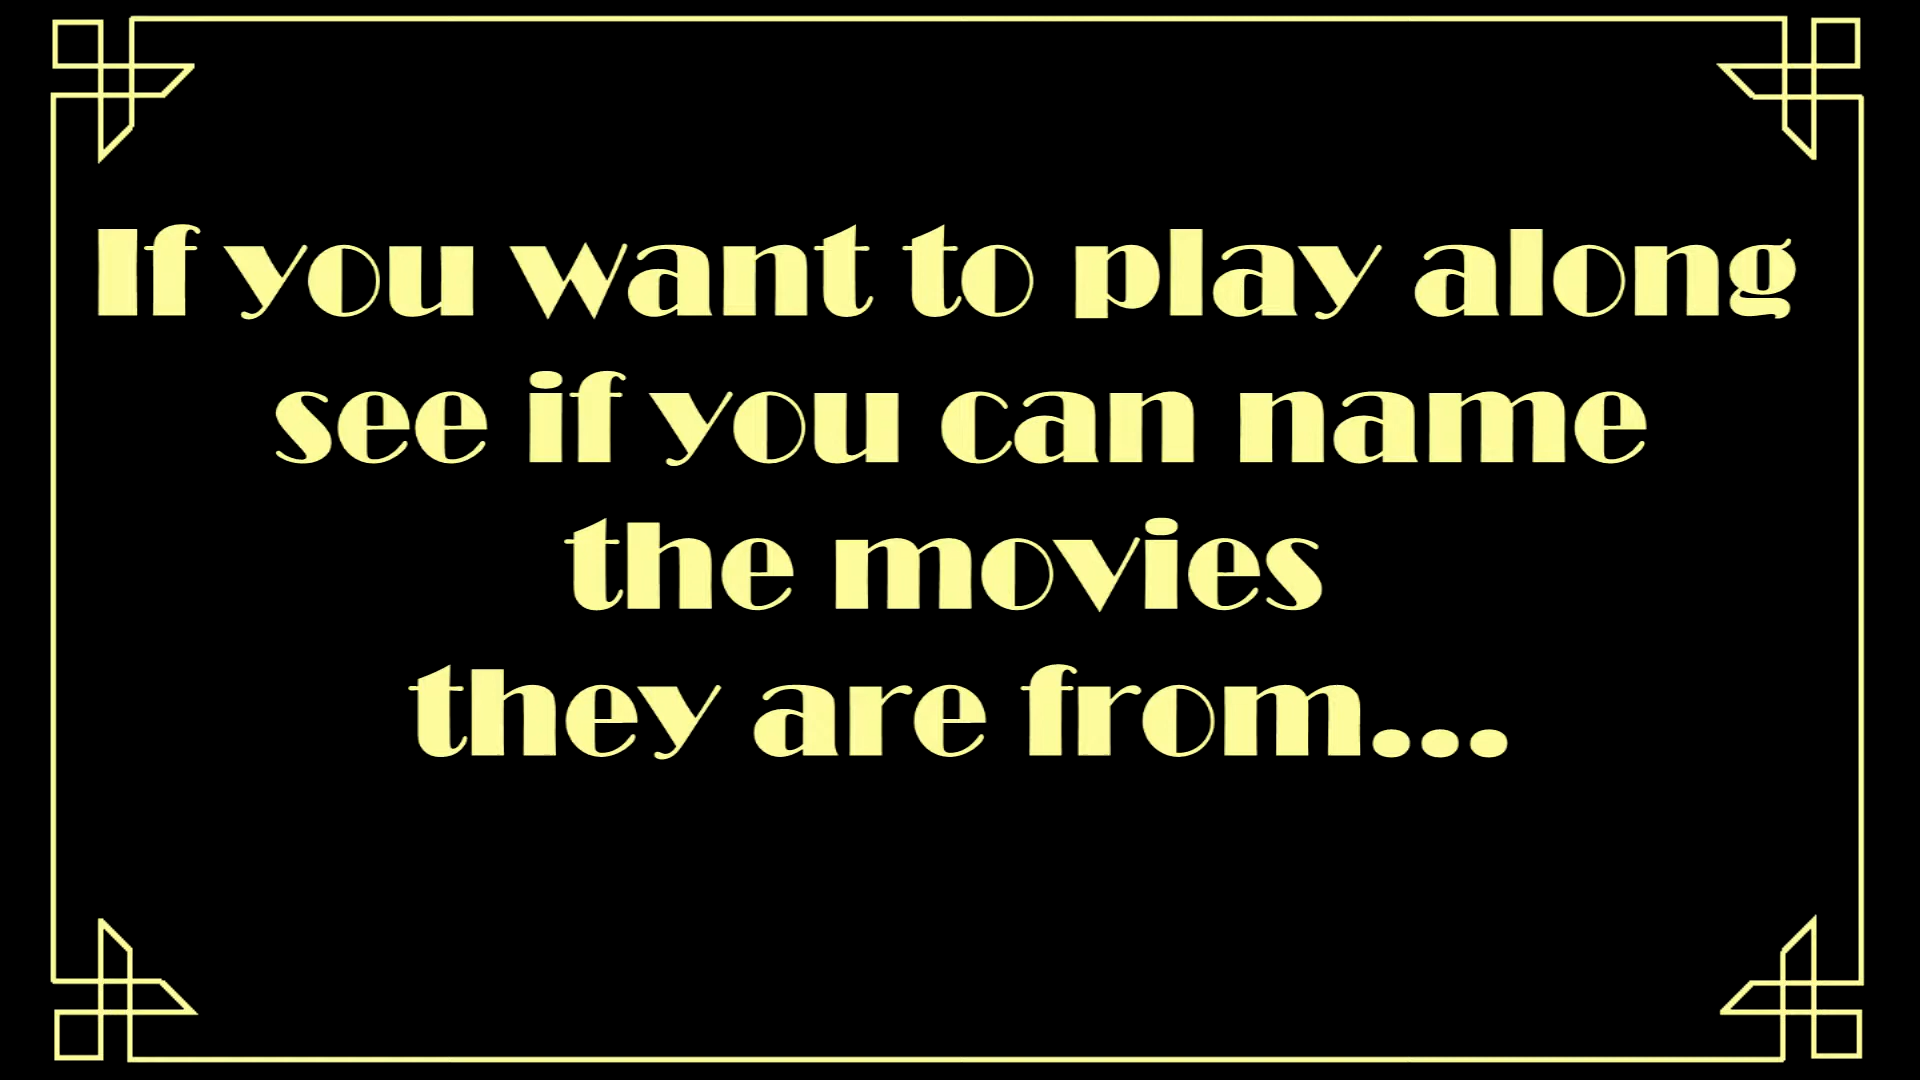 If you want to play along
see if you can name
the movies
they are from...